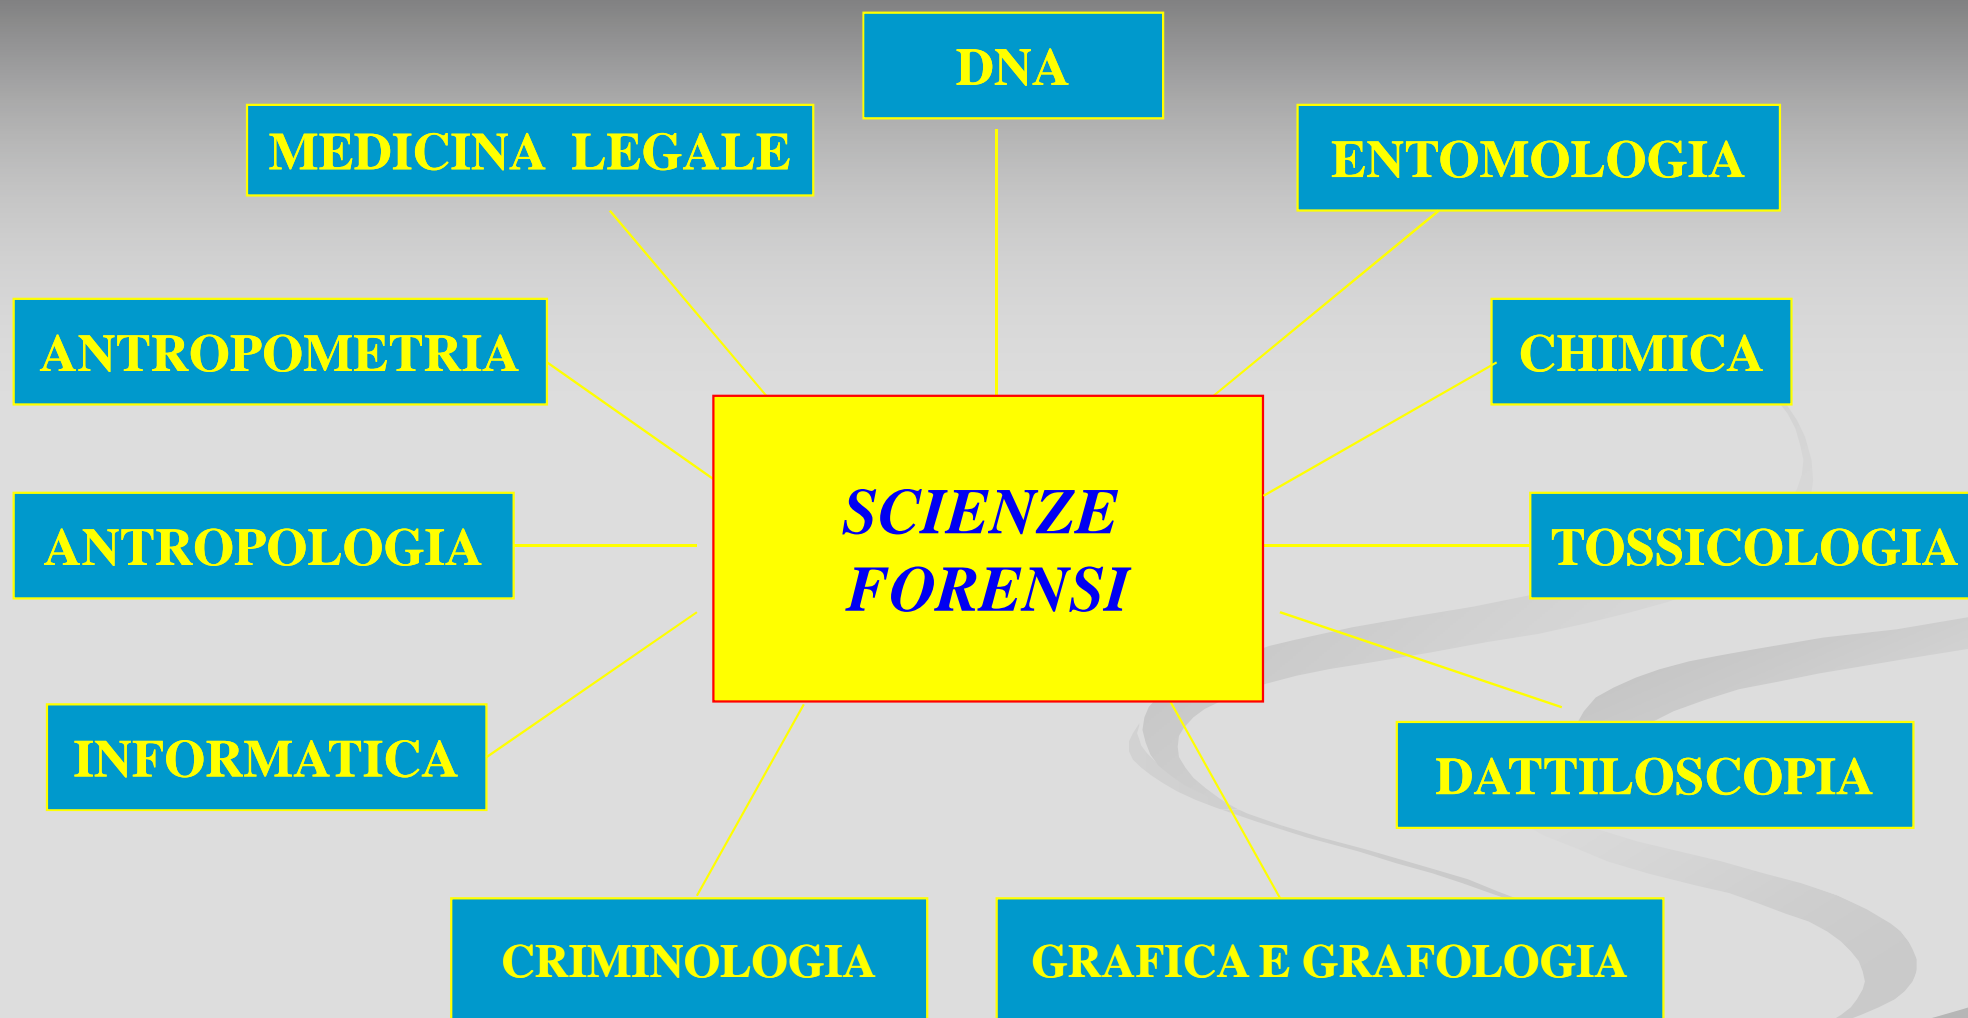 DNA
MEDICINA LEGALE
ENTOMOLOGIA
ANTROPOMETRIA
CHIMICA
SCIENZE
FORENSI
ANTROPOLOGIA
TOSSICOLOGIA
INFORMATICA
DATTILOSCOPIA
CRIMINOLOGIA
GRAFICA E GRAFOLOGIA